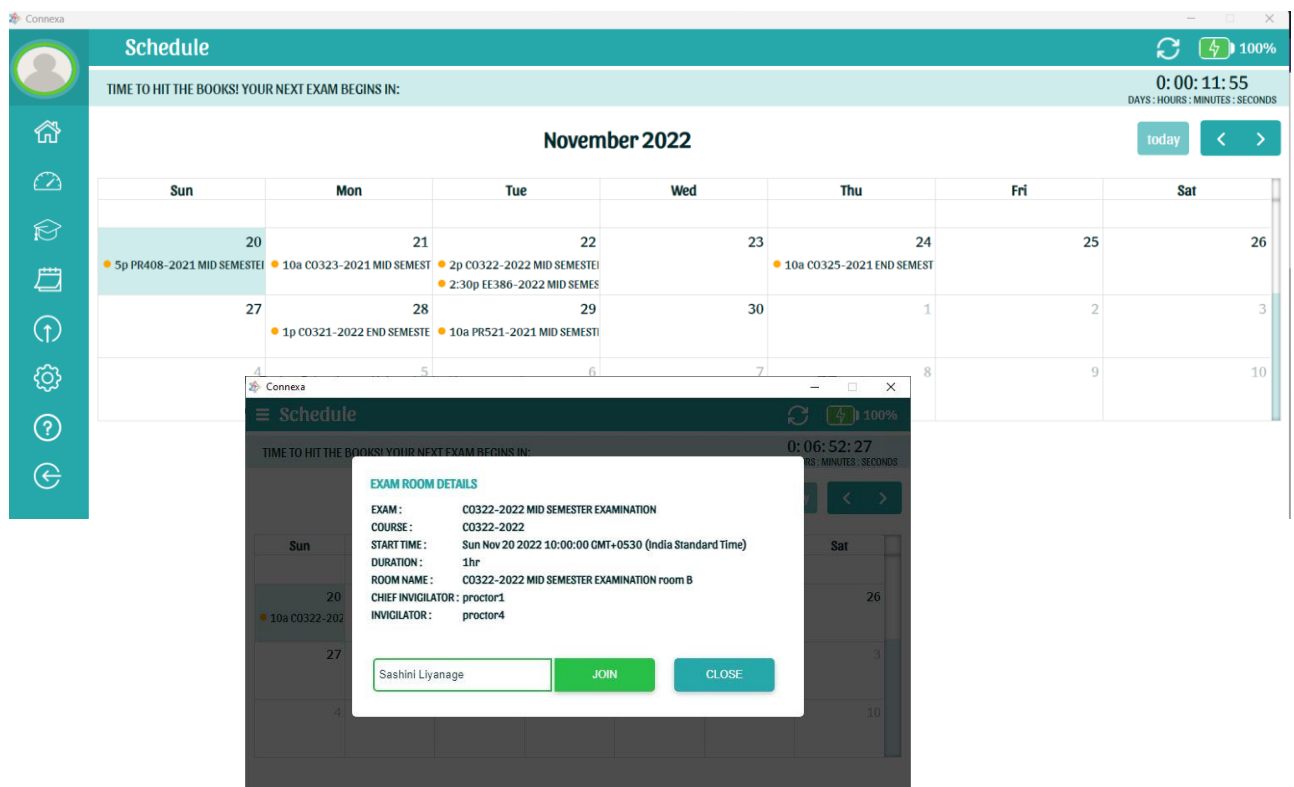 Connexa
Schedule
100%
TIME TO HIT THE BOOKS! YOUR NEXT EXAM BEGINS IN:
0: 00: 11: 55
DAYS : HOURS : MINUTES : SECONDS
November 2022
today
Sun Mon Tue Wed Thu Fri Sat
20 21 22 23 24 25 26
5p PR408-2021 MID SEMESTE 10a CO323-2021 MID SEMEST 2p CO322-2022 MID SEMESTE 10a CO325-2021 END SEMEST
2:30p EE386-2022 MID SEMES
27 28 29 30 1 2 3
1p CO321-2022 END SEMESTE 10a PR521-2021 MID SEMEST
4 5 6 7 8 9 10
Connexa
Schedule
100%
TIME TO HIT THE BOOKS! YOUR NEXT EXAM BEGINS IN:
0: 06: 52: 27
RS : MINUTES : SECONDS
EXAM ROOM DETAILS
EXAM : CO322-2022 MID SEMESTER EXAMINATION
COURSE : CO322-2022
START TIME : Sun Nov 20 2022 10:00:00 GMT+0530 (India Standard Time)
DURATION : 1hr
ROOM NAME : CO322-2022 MID SEMESTER EXAMINATION room B
CHIEF INVIGILATOR : proctor1
INVIGILATOR : proctor4
Sashini Liyanage
JOIN
CLOSE
Sun Sat
20 26
10a CO322-202
27 3
4 10